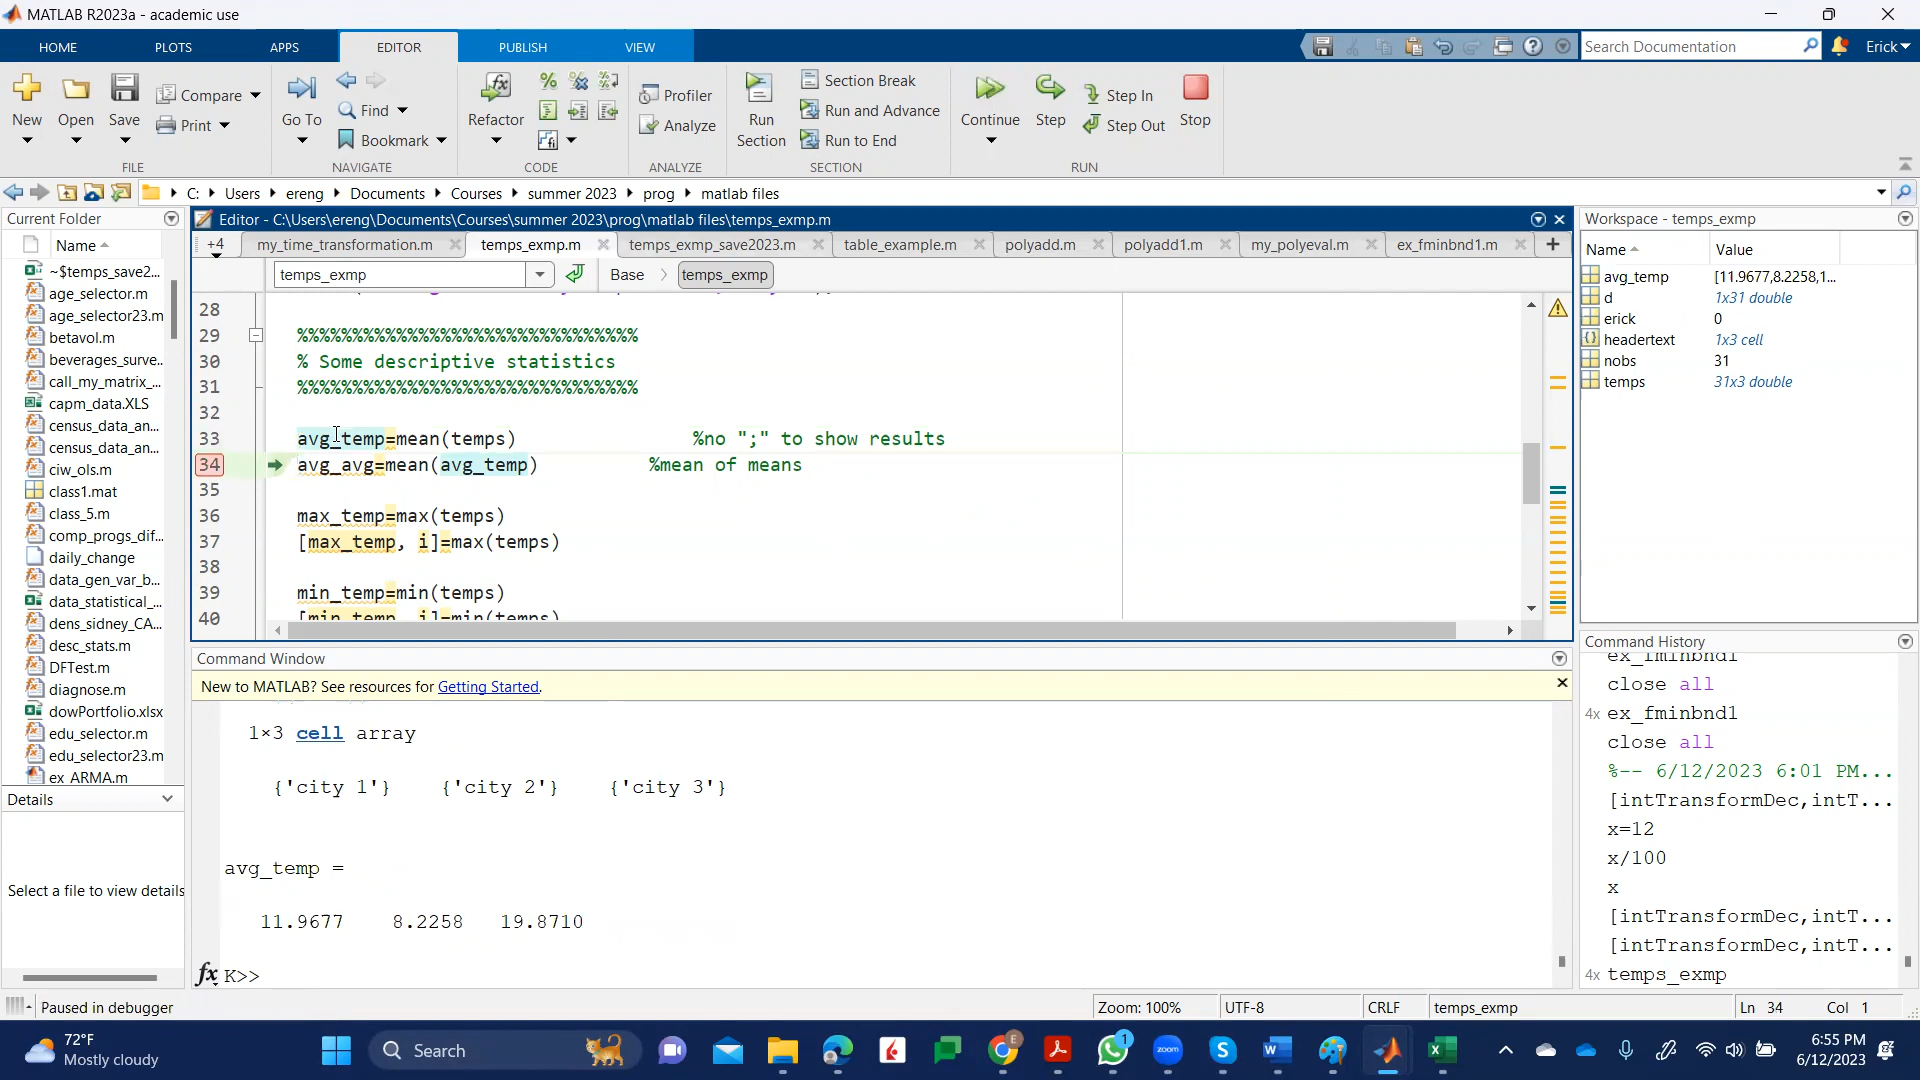 MATLAB R2023a - academic use
HOME PLOTS APPS EDITOR PUBLISH VIEW
Search Documentation
Erick
New
Open
Save
Compare
Print
FILE
Go To
Find
Bookmark
NAVIGATE
Refactor
CODE
Profiler
Analyze
ANALYZE
Run Section
Section Break
Run and Advance
Run to End
SECTION
Continue
Step
Step In
Step Out
Stop
RUN
C: Users ereng Documents Courses summer 2023 prog matlab files
Current Folder
Name
~$temps_save2...
age_selector.m
age_selector23.m
betavol.m
beverages_surve...
call_my_matrix_...
capm_data.XLS
census_data_an...
census_data_an...
ciw_ols.m
class1.mat
class_5.m
comp_progs_dif...
daily_change
data_gen_var_b...
data_statistical_...
dens_sidney_CA...
desc_stats.m
DFTest.m
diagnose.m
dowPortfolio.xlsx
edu_selector.m
edu_selector23.m
ex_ARMA.m
Details
Select a file to view details
Editor - C:\Users\ereng\Documents\Courses\summer 2023\prog\matlab files\temps_exmp.m
+4 my_time_transformation.m temps_exmp.m temps_exmp_save2023.m table_example.m polyadd.m polyadd1.m my_polyeval.m ex_fminbnd1.m
temps_exmp Base temps_exmp
28
29 %%%%%%%%%%%%%%%%%%%%%%%%%%%%%%%
30 % Some descriptive statistics
31 %%%%%%%%%%%%%%%%%%%%%%%%%%%%%%%
32
33 avg_temp=mean(temps) %no ";" to show results
34 avg_avg=mean(avg_temp) %mean of means
35
36 max_temp=max(temps)
37 [max_temp, i]=max(temps)
38
39 min_temp=min(temps)
40 [min_temp, i]=min(temps)
Command Window
New to MATLAB? See resources for Getting Started.
1×3 cell array
{'city 1'} {'city 2'} {'city 3'}
avg_temp =
11.9677 8.2258 19.8710
fx K>>
Workspace - temps_exmp
Name Value
avg_temp [11.9677,8.2258,1...
d 1x31 double
erick 0
headertext 1x3 cell
nobs 31
temps 31x3 double
Command History
ex_fminbnd1
close all
4x ex_fminbnd1
close all
%-- 6/12/2023 6:01 PM...
[intTransformDec,intT...
x=12
x/100
x
[intTransformDec,intT...
[intTransformDec,intT...
4x temps_exmp
Paused in debugger
Zoom: 100% UTF-8 CRLF temps_exmp Ln 34 Col 1
72°F
Mostly cloudy
Search
E
1
zoom
6:55 PM
6/12/2023